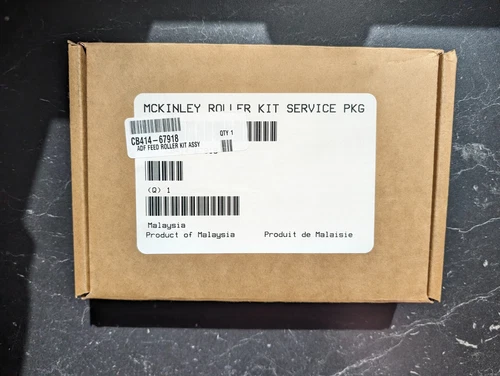 MCKINLEY ROLLER KIT SERVICE PKG
CB414-67918
QTY 1
ADF FEED ROLLER KIT ASSY
(Q) 1
Malaysia
Product of Malaysia Produit de Malaisie